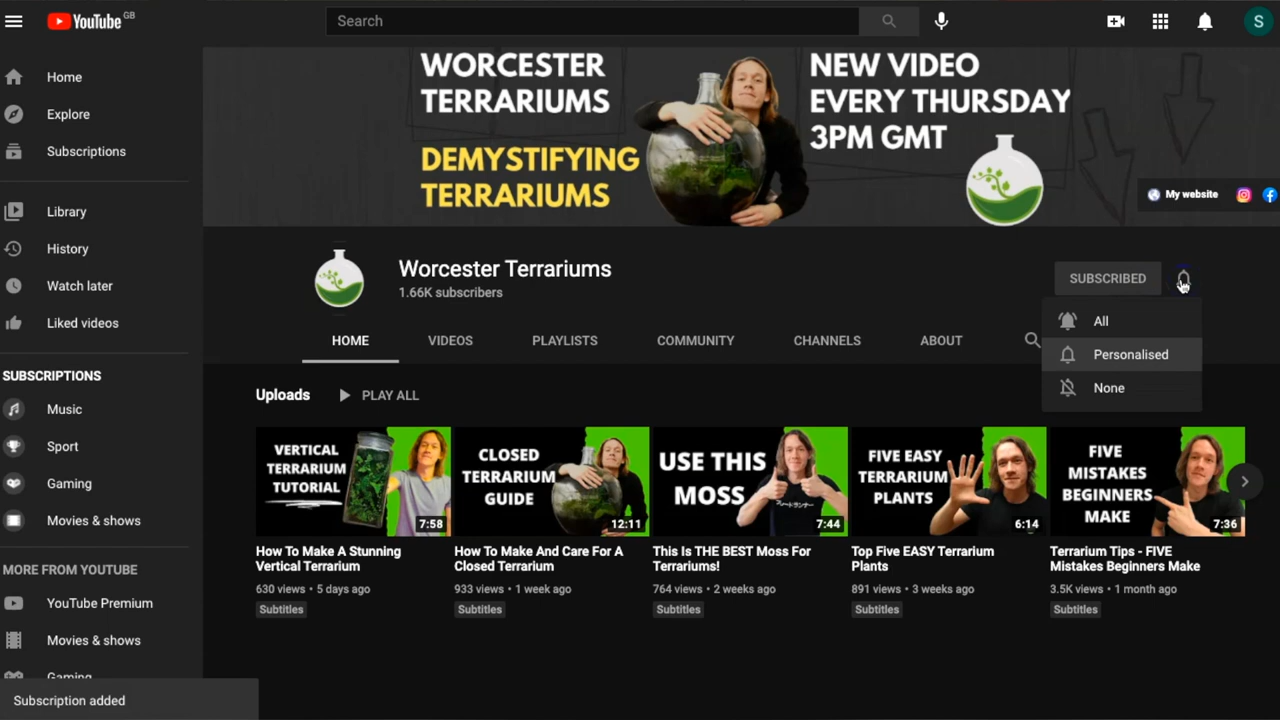 YouTube GB
Search
S
Home
Explore
Subscriptions
Library
History
Watch later
Liked videos
SUBSCRIPTIONS
Music
Sport
Gaming
Movies & shows
MORE FROM YOUTUBE
YouTube Premium
Movies & shows
Gaming
Subscription added
WORCESTER
TERRARIUMS
DEMYSTIFYING
TERRARIUMS
NEW VIDEO
EVERY THURSDAY
3PM GMT
My website
Worcester Terrariums
1.66K subscribers
SUBSCRIBED
All
Personalised
None
HOME VIDEOS PLAYLISTS COMMUNITY CHANNELS ABOUT
Uploads PLAY ALL
VERTICAL
TERRARIUM
TUTORIAL
7:58
How To Make A Stunning
Vertical Terrarium
630 views • 5 days ago
Subtitles
CLOSED
TERRARIUM
GUIDE
12:11
How To Make And Care For A
Closed Terrarium
933 views • 1 week ago
Subtitles
USE THIS
MOSS
7:44
This Is THE BEST Moss For
Terrariums!
764 views • 2 weeks ago
Subtitles
FIVE EASY
TERRARIUM
PLANTS
6:14
Top Five EASY Terrarium
Plants
891 views • 3 weeks ago
Subtitles
FIVE
MISTAKES
BEGINNERS
MAKE
7:36
Terrarium Tips - FIVE
Mistakes Beginners Make
3.5K views • 1 month ago
Subtitles